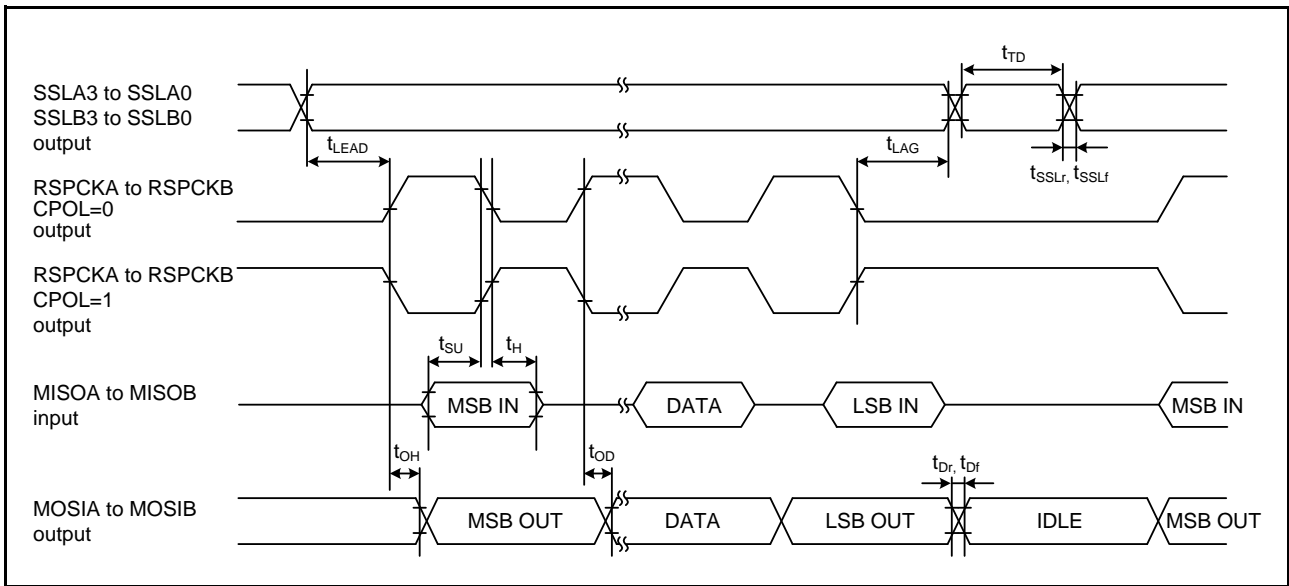 tTD
SSLA3 to SSLA0
SSLB3 to SSLB0
output
tLEAD
tLAG
tSSLr, tSSLf
RSPCKA to RSPCKB
CPOL=0
output
RSPCKA to RSPCKB
CPOL=1
output
tSU
tH
MISOA to MISOB
input
MSB IN
DATA
LSB IN
MSB IN
tOH
tOD
tDr, tDf
MOSIA to MOSIB
output
MSB OUT
DATA
LSB OUT
IDLE
MSB OUT